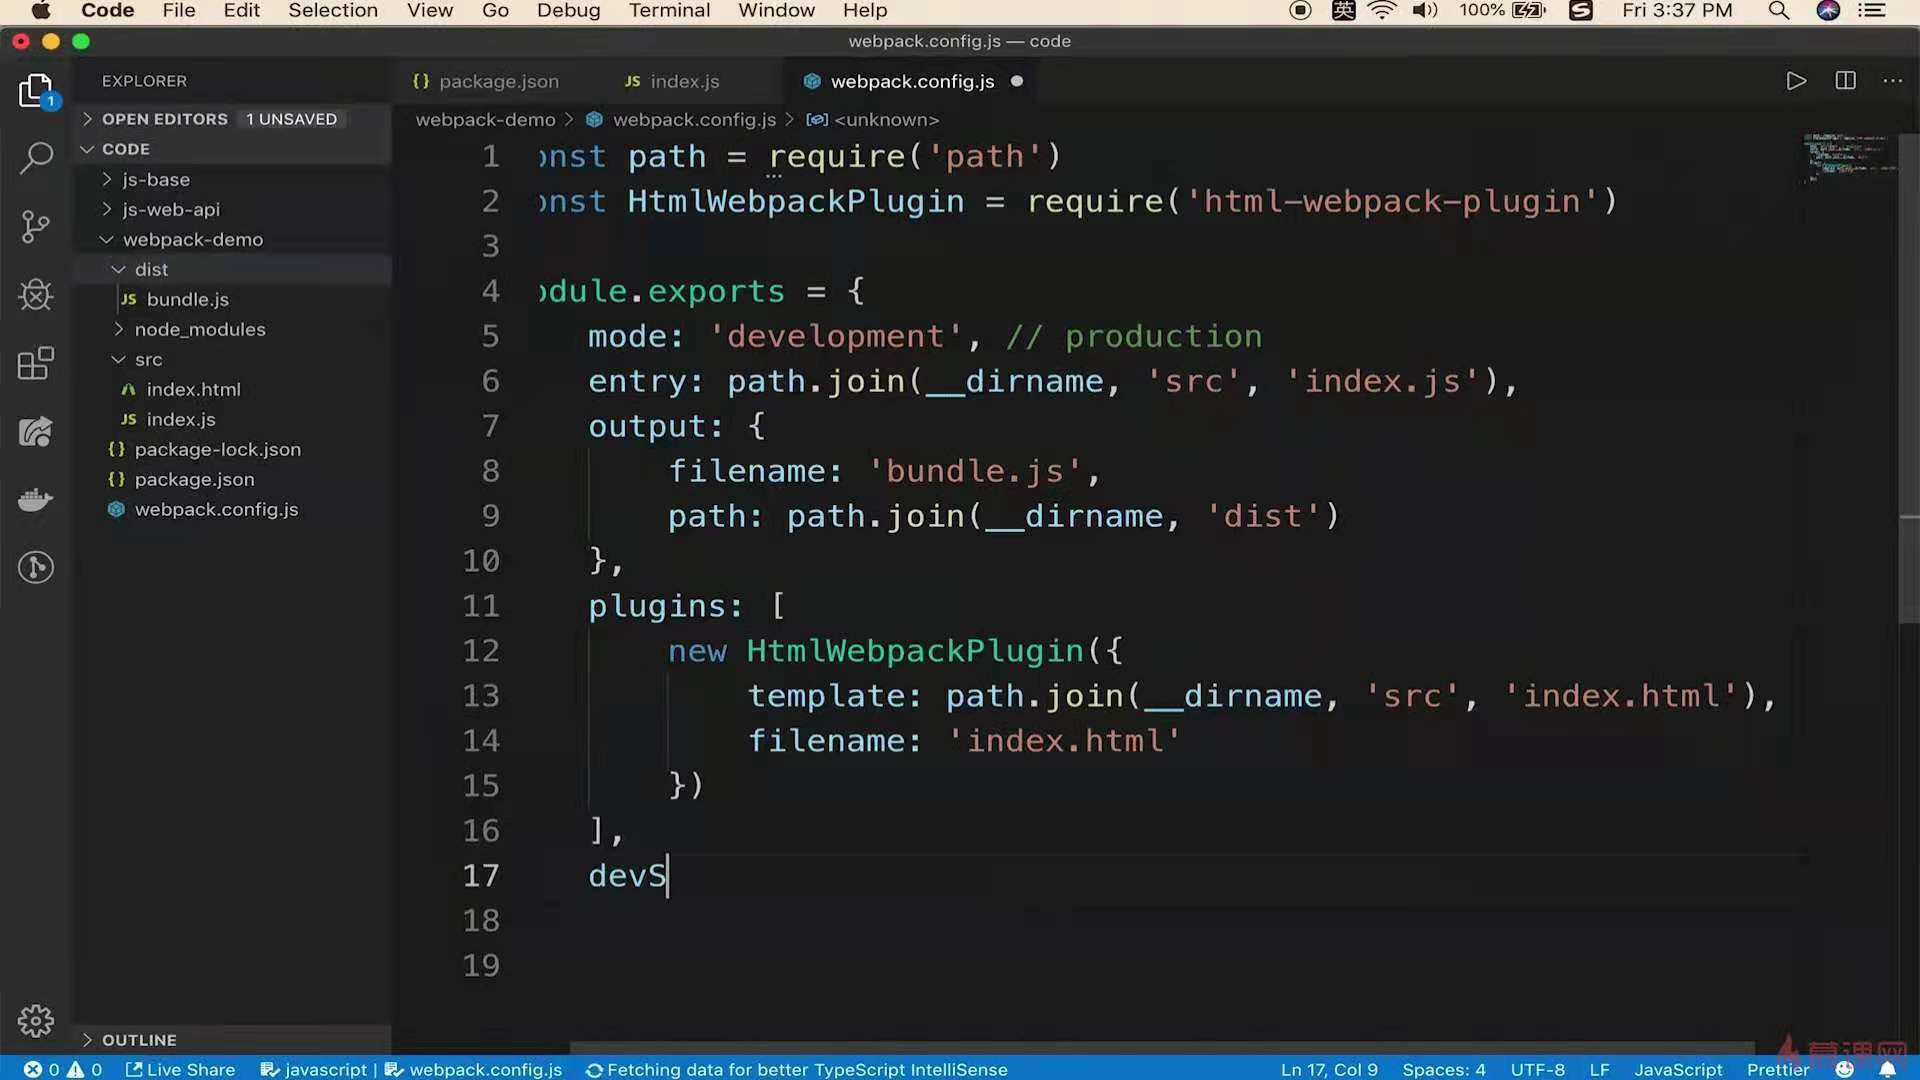 Code File Edit Selection View Go Debug Terminal Window Help 英 100% Fri 3:37 PM
webpack.config.js — code
EXPLORER
OPEN EDITORS 1 UNSAVED
CODE
js-base
js-web-api
webpack-demo
dist
JS bundle.js
node_modules
src
index.html
JS index.js
{} package-lock.json
{} package.json
webpack.config.js
OUTLINE
1
{} package.json JS index.js webpack.config.js
webpack-demo > webpack.config.js > <unknown>
1 onst path = require('path')
2 onst HtmlWebpackPlugin = require('html-webpack-plugin')
3
4 odule.exports = {
5 mode: 'development', // production
6 entry: path.join(__dirname, 'src', 'index.js'),
7 output: {
8 filename: 'bundle.js',
9 path: path.join(__dirname, 'dist')
10 },
11 plugins: [
12 new HtmlWebpackPlugin({
13 template: path.join(__dirname, 'src', 'index.html'),
14 filename: 'index.html'
15 })
16 ],
17 devS
18
19
0 0 Live Share javascript | webpack.config.js Fetching data for better TypeScript IntelliSense Ln 17, Col 9 Spaces: 4 UTF-8 LF JavaScript Prettier